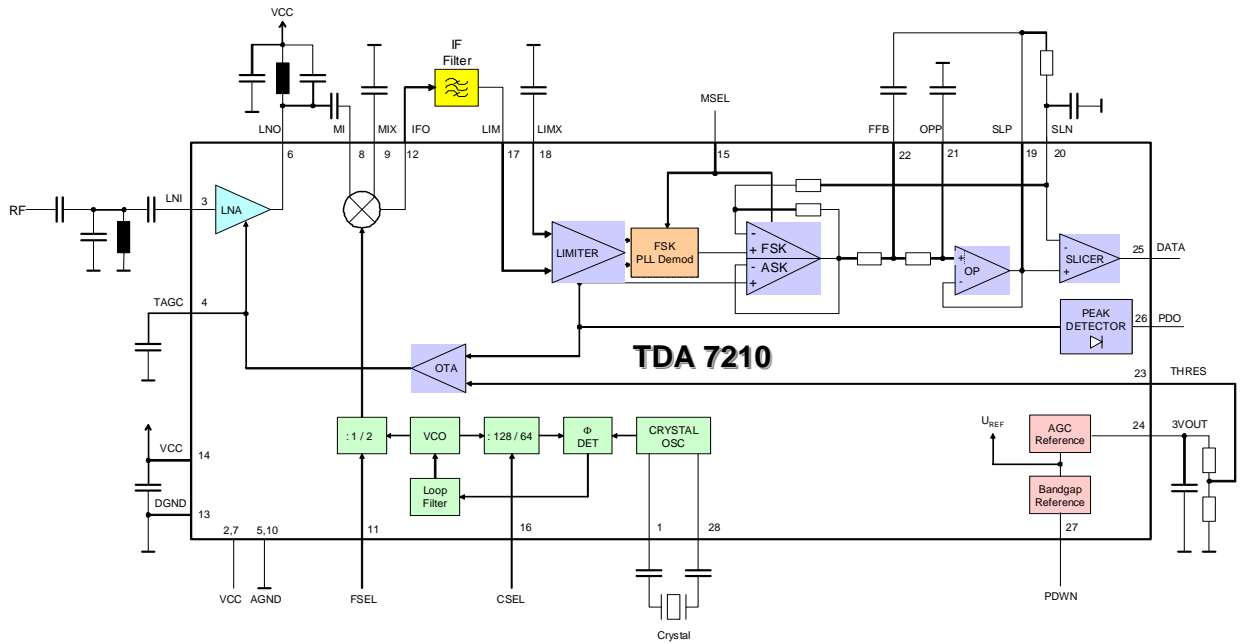 VCC
IF
Filter
MSEL
LNO
MI
MIX
IFO
LIM
LIMX
FFB
OPP
SLP
SLN
6
8
9
12
17
18
15
22
21
19
20
RF
LNI
3
LNA
LIMITER
FSK
PLL Demod
-
+ FSK
- ASK
+
+
-
OP
-
+
SLICER
25
DATA
TAGC
4
PEAK
DETECTOR
26
PDO
TDA 7210
OTA
23
THRES
: 1 / 2
VCO
: 128 / 64
Φ
DET
CRYSTAL
OSC
UREF
AGC
Reference
24
3VOUT
VCC
14
Loop
Filter
Bandgap
Reference
DGND
13
2,7
5,10
11
16
1
28
27
VCC
AGND
FSEL
CSEL
PDWN
Crystal